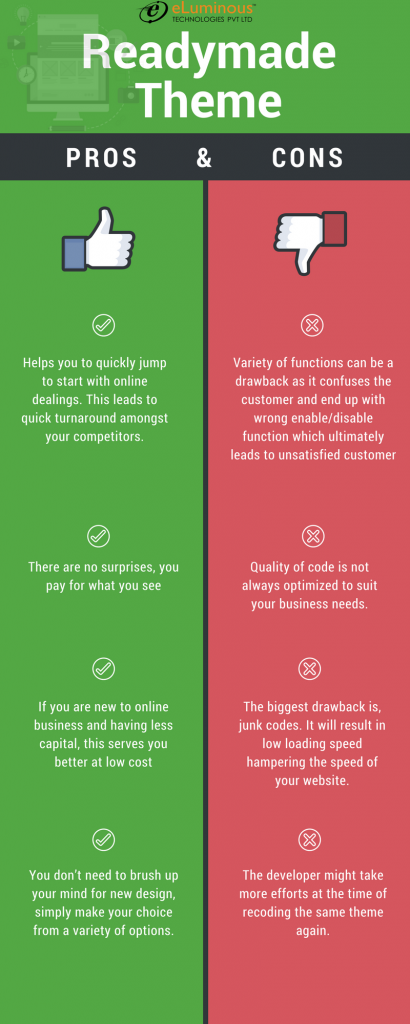 eLuminous™
TECHNOLOGIES PVT LTD
Readymade
Theme
PROS & CONS
Helps you to quickly jump
to start with online
dealings. This leads to
quick turnaround amongst
your competitors.
Variety of functions can be a
drawback as it confuses the
customer and end up with
wrong enable/disable
function which ultimately
leads to unsatisfied customer
There are no surprises, you
pay for what you see
Quality of code is not
always optimized to suit
your business needs.
If you are new to online
business and having less
capital, this serves you
better at low cost
The biggest drawback is,
junk codes. It will result in
low loading speed
hampering the speed of
your website.
You don't need to brush up
your mind for new design,
simply make your choice
from a variety of options.
The developer might take
more efforts at the time of
recoding the same theme
again.